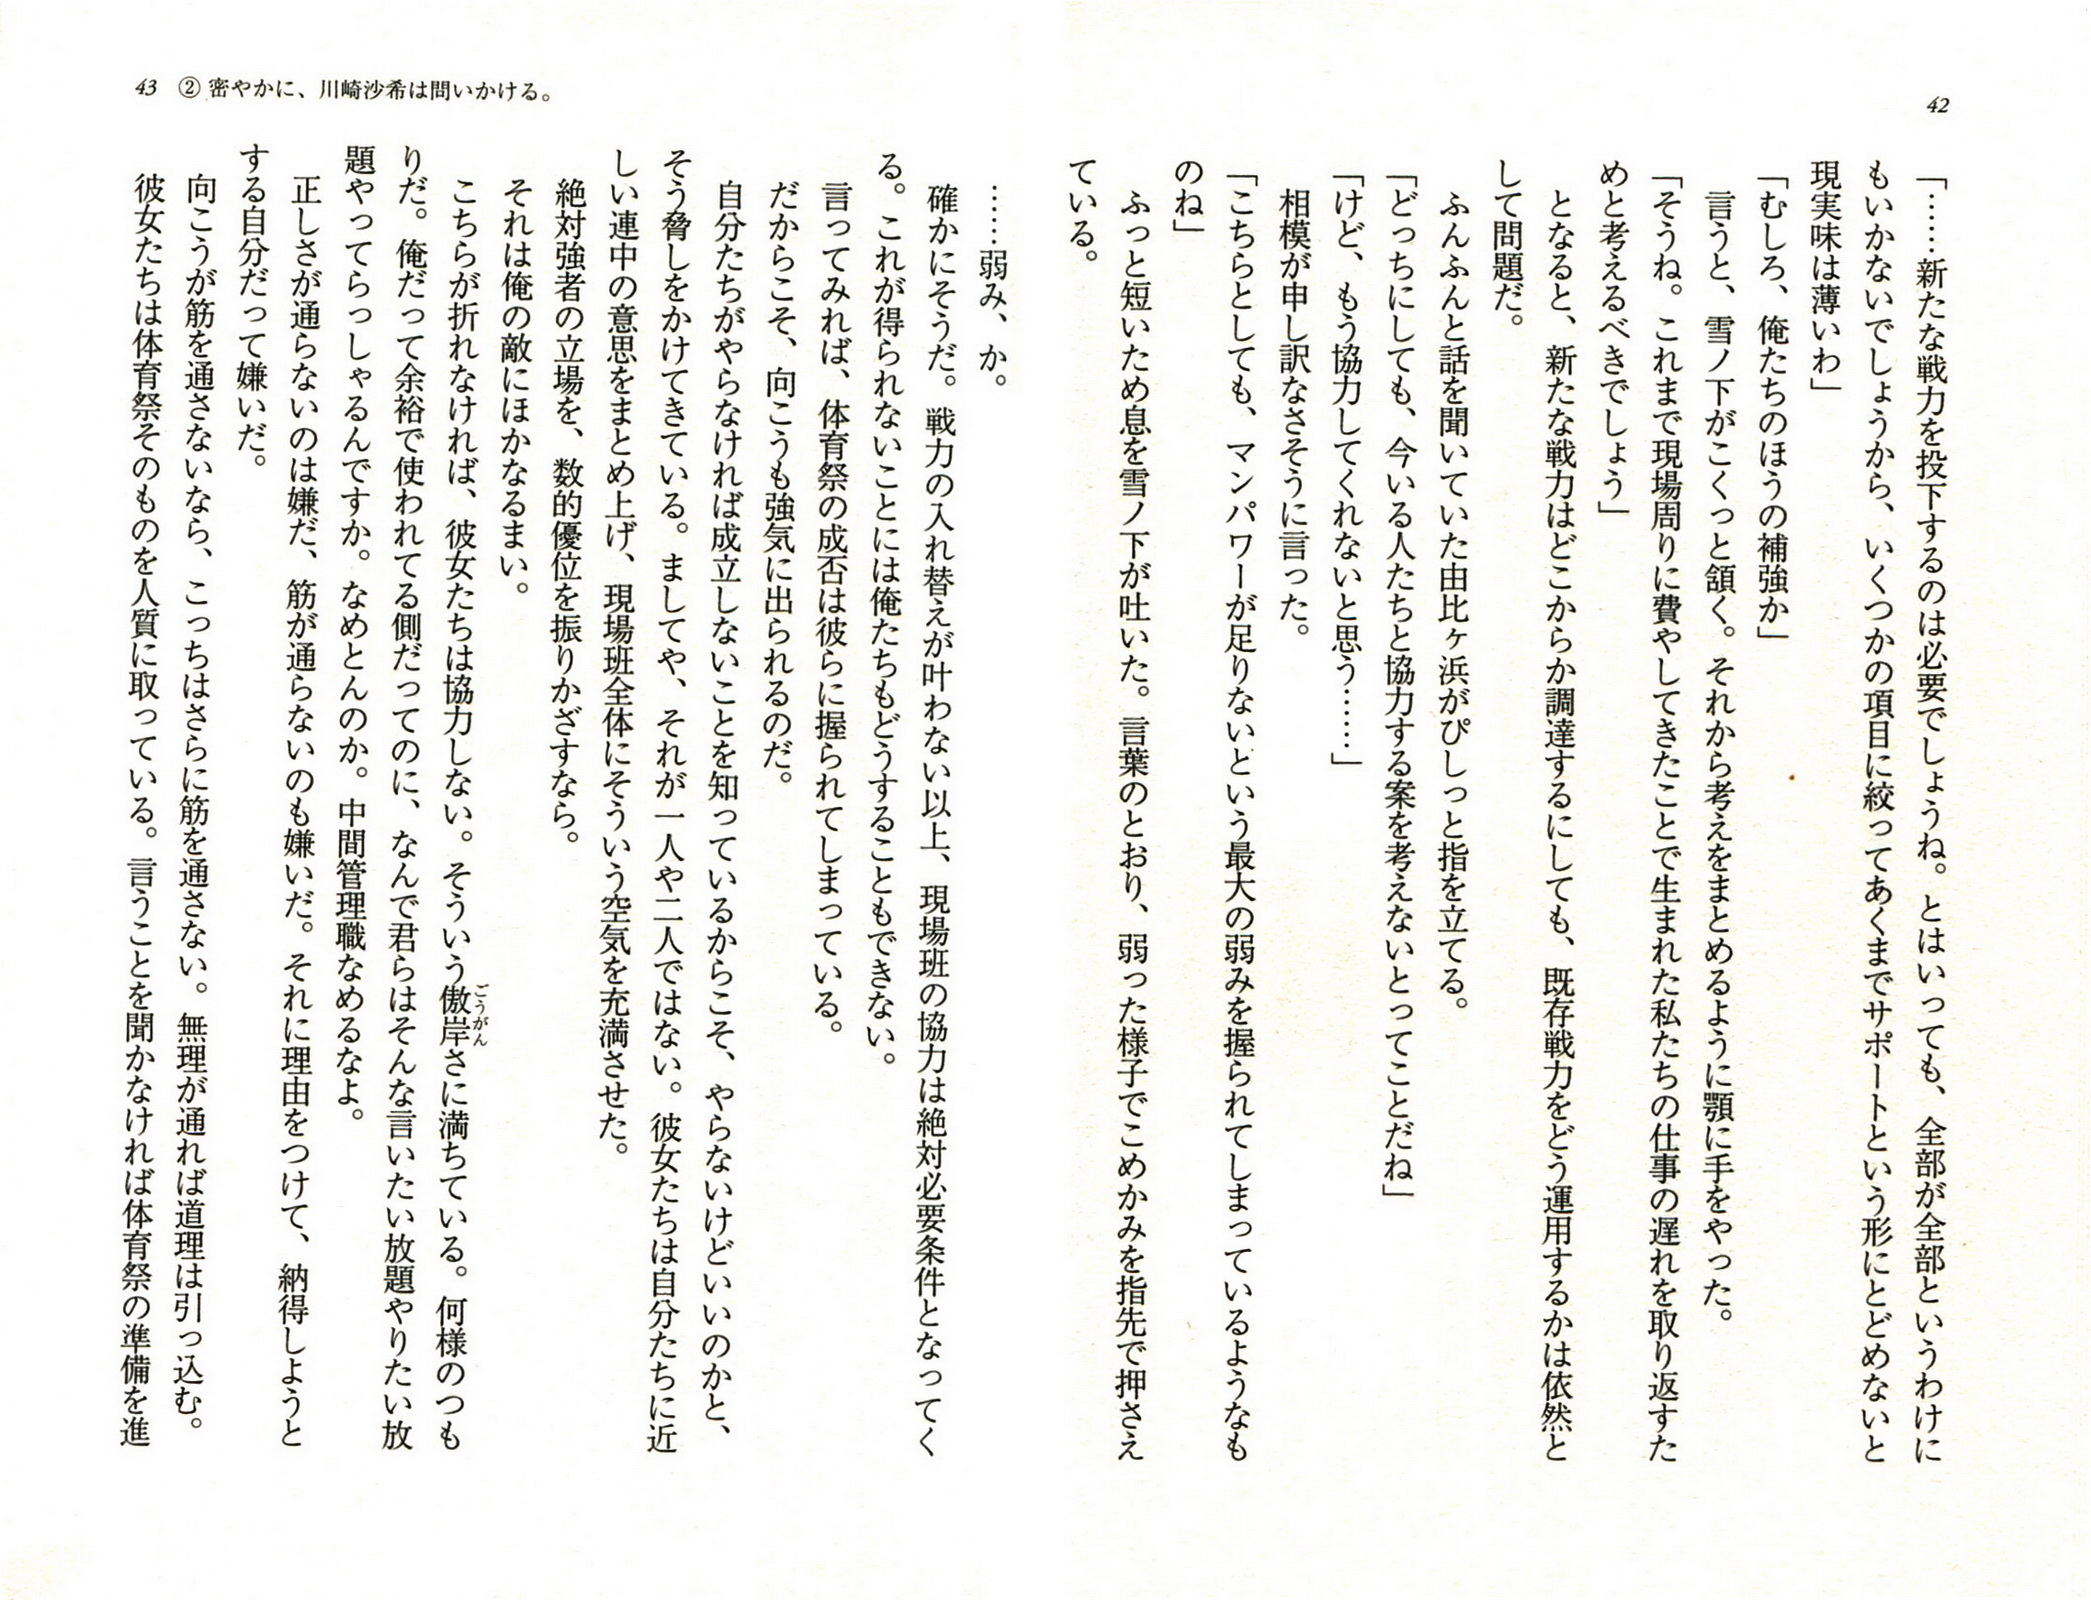 42
「……新たな戦力を投下するのは必要でしょうね。とはいっても、全部が全部というわけに
もいかないでしょうから、いくつかの項目に絞ってあくまでサポートという形にとどめないと
現実味は薄いわ」
「むしろ、俺たちのほうの補強か」
言うと、雪ノ下がこくっと頷く。それから考えをまとめるように顎に手をやった。
「そうね。これまで現場周りに費やしてきたことで生まれた私たちの仕事の遅れを取り返すた
めと考えるべきでしょう」
となると、新たな戦力はどこからか調達するにしても、既存戦力をどう運用するかは依然と
して問題だ。
ふんふんと話を聞いていた由比ヶ浜がぴしっと指を立てる。
「どっちにしても、今いる人たちと協力する案を考えないとってことだね」
「けど、もう協力してくれないと思う……」
相模が申し訳なさそうに言った。
「こちらとしても、マンパワーが足りないという最大の弱みを握られてしまっているようなも
のね」
ふっと短いため息を雪ノ下が吐いた。言葉のとおり、弱った様子でこめかみを指先で押さえ
ている。
43 ② 密やかに、川崎沙希は問いかける。
……弱み、か。
確かにそうだ。戦力の入れ替えが叶わない以上、現場班の協力は絶対必要条件となってく
る。これが得られないことには俺たちもどうすることもできない。
言ってみれば、体育祭の成否は彼らに握られてしまっている。
だからこそ、向こうも強気に出られるのだ。
自分たちがやらなければ成立しないことを知っているからこそ、やらないけどいいのかと、
そう脅しをかけてきている。ましてや、それが一人や二人ではない。彼女たちは自分たちに近
しい連中の意思をまとめ上げ、現場班全体にそういう空気を充満させた。
絶対強者の立場を、数的優位を振りかざすなら。
それは俺の敵にほかなるまい。
こちらが折れなければ、彼女たちは協力しない。そういう傲岸さに満ちている。何様のつも
ごうがん
りだ。俺だって余裕で使われてる側だってのに、なんで君らはそんな言いたい放題やりたい放
題やってらっしゃるんですか。なめとんのか。中間管理職なめるなよ。
正しさが通らないのは嫌だ、筋が通らないのも嫌いだ。それに理由をつけて、納得しようと
する自分だって嫌いだ。
向こうが筋を通さないなら、こっちはさらに筋を通さない。無理が通れば道理は引っ込む。
彼女たちは体育祭そのものを人質に取っている。言うことを聞かなければ体育祭の準備を進